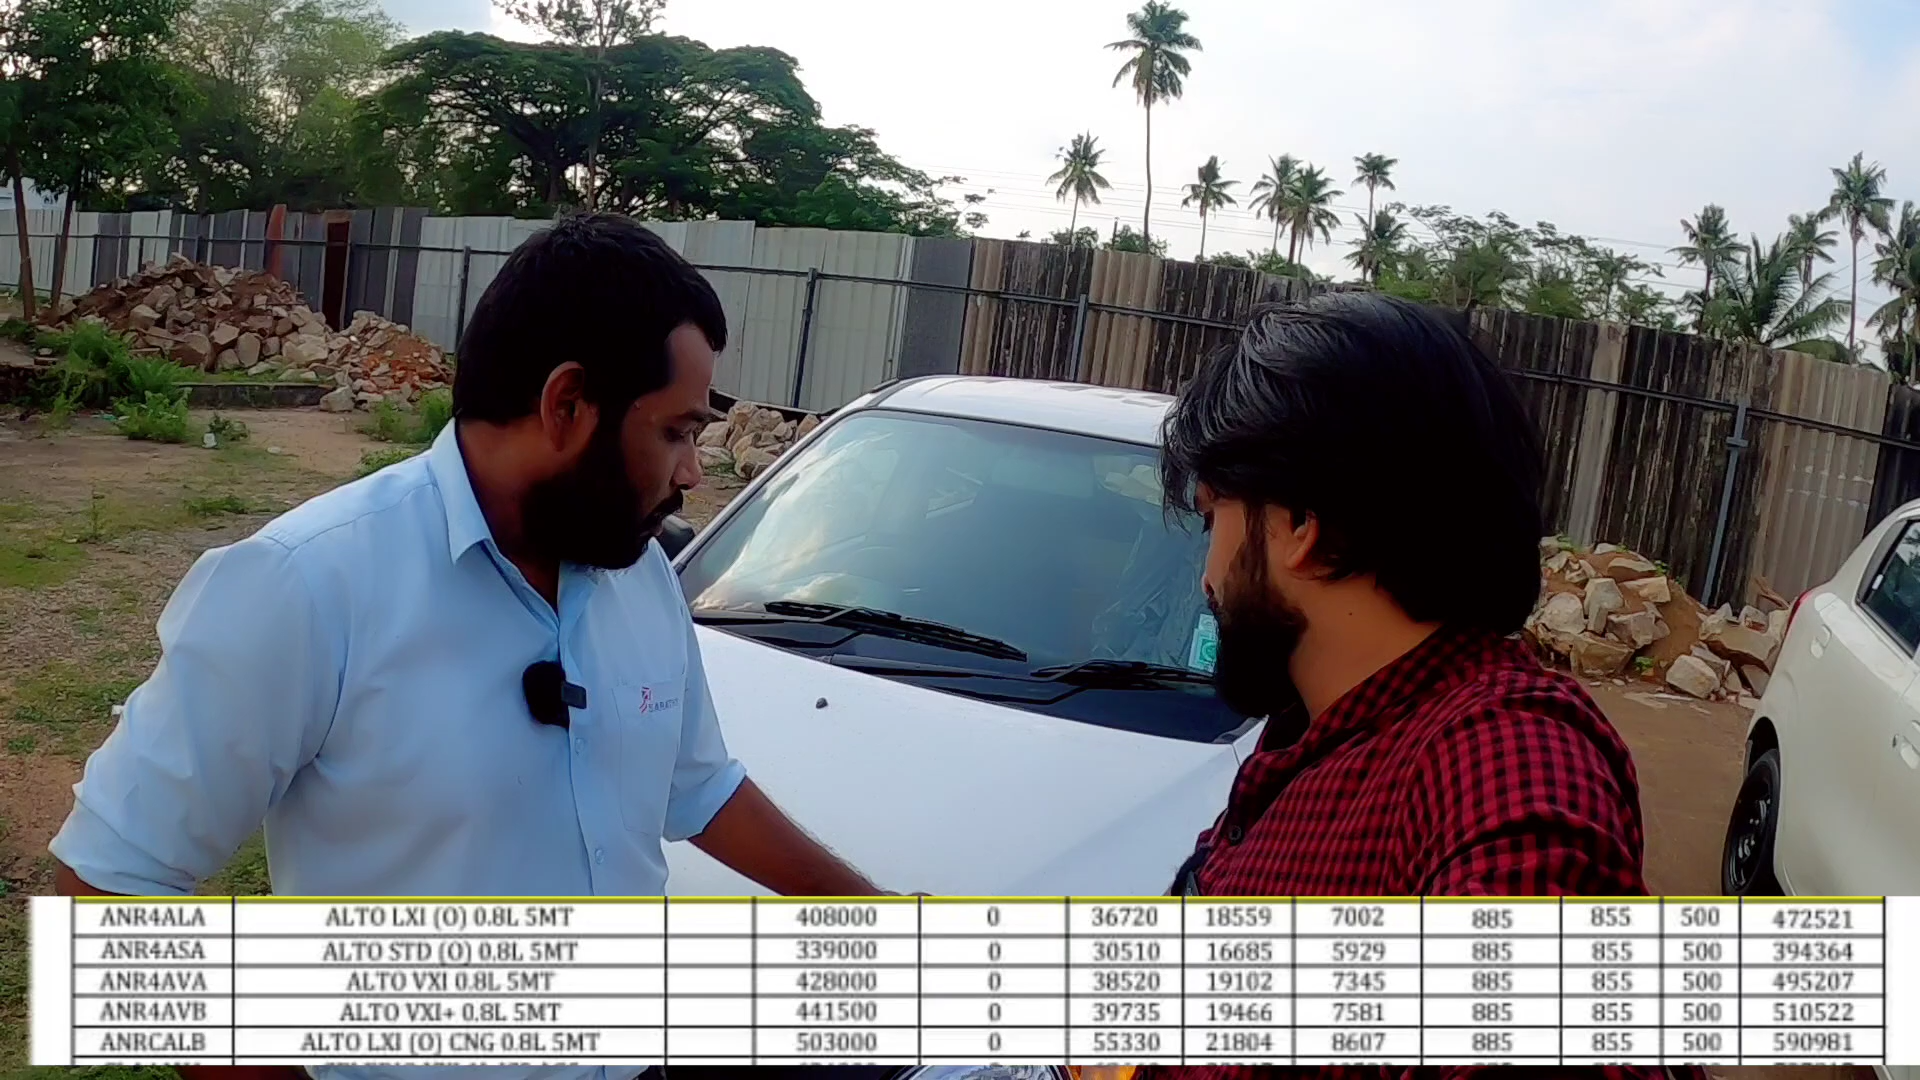 SARATHY
ANR4ALA ALTO LXI (O) 0.8L 5MT 408000 0 36720 18559 7002 885 855 500 472521
ANR4ASA ALTO STD (O) 0.8L 5MT 339000 0 30510 16685 5929 885 855 500 394364
ANR4AVA ALTO VXI 0.8L 5MT 428000 0 38520 19102 7345 885 855 500 495207
ANR4AVB ALTO VXI+ 0.8L 5MT 441500 0 39735 19466 7581 885 855 500 510522
ANRCALB ALTO LXI (O) CNG 0.8L 5MT 503000 0 55330 21804 8607 885 855 500 590981